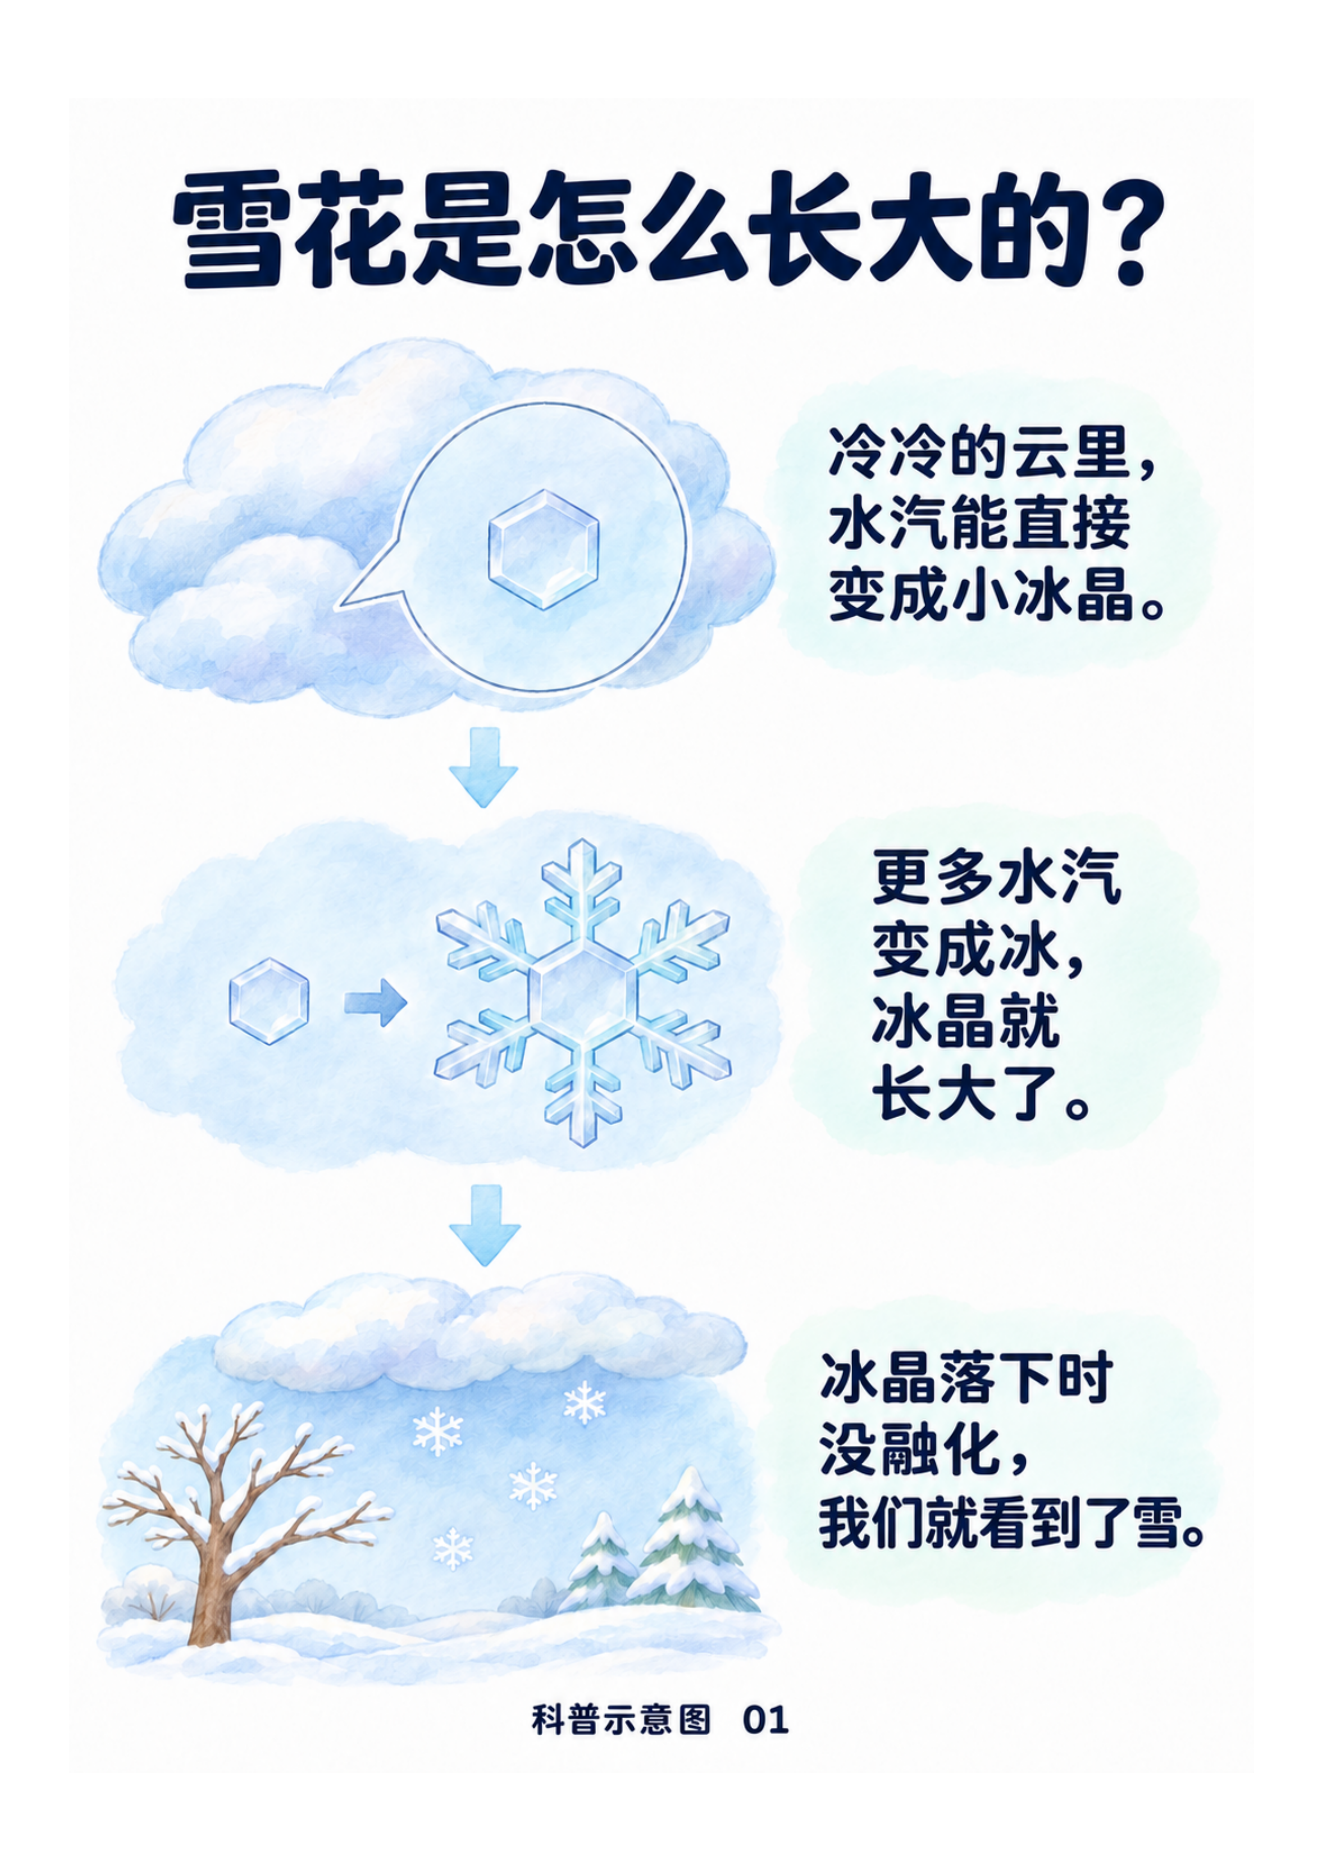 雪花是怎么长大的?
冷冷的云里，
水汽能直接
变成小冰晶。
更多水汽
变成冰，
冰晶就
长大了。
冰晶落下时
没融化，
我们就看到了雪。
科普示意图 01